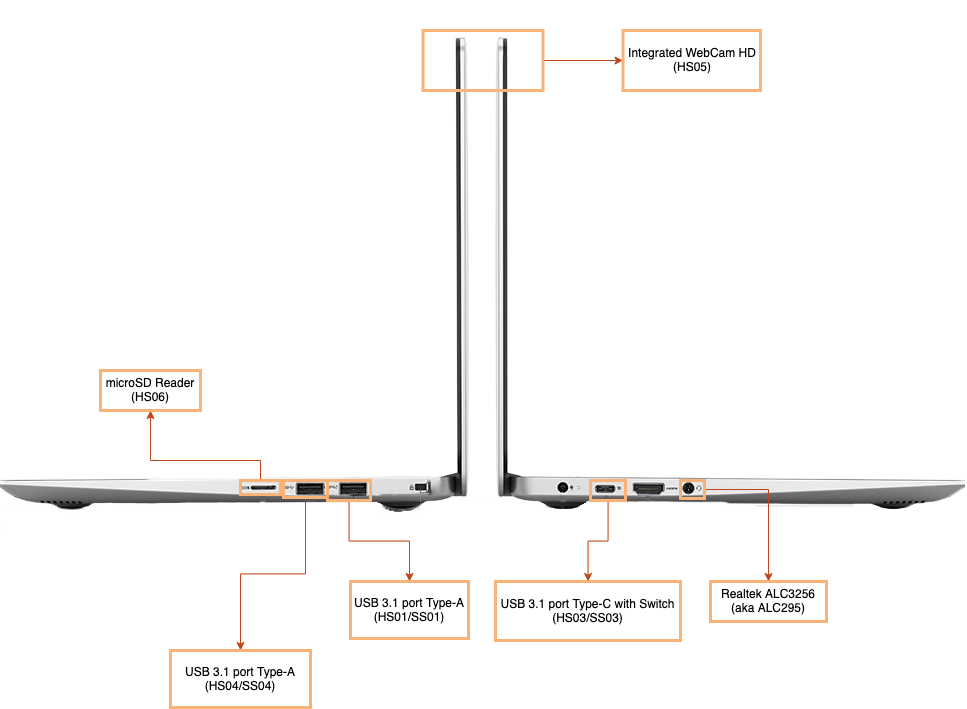 Integrated WebCam HD
(HS05)
microSD Reader
(HS06)
USB 3.1 port Type-A
(HS01/SS01)
USB 3.1 port Type-C with Switch
(HS03/SS03)
Realtek ALC3256
(aka ALC295)
USB 3.1 port Type-A
(HS04/SS04)